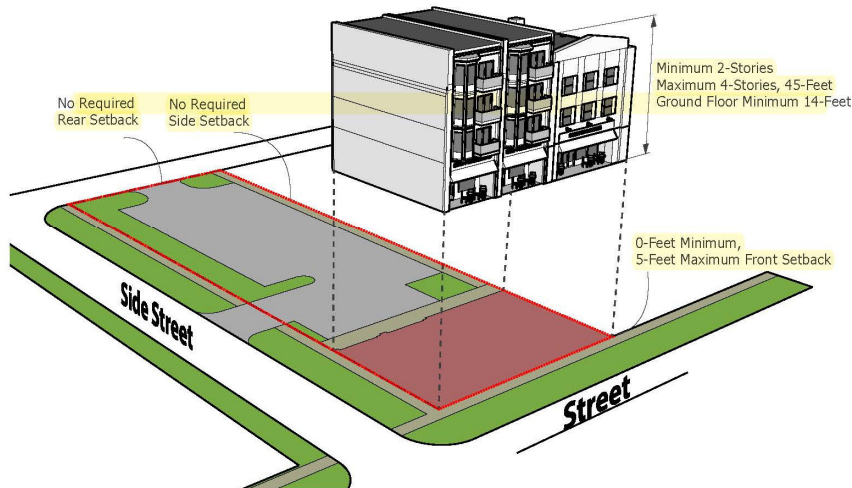 Minimum 2-Stories
Maximum 4-Stories, 45-Feet
Ground Floor Minimum 14-Feet
No Required
Rear Setback
No Required
Side Setback
0-Feet Minimum,
5-Feet Maximum Front Setback
Side Street
Street